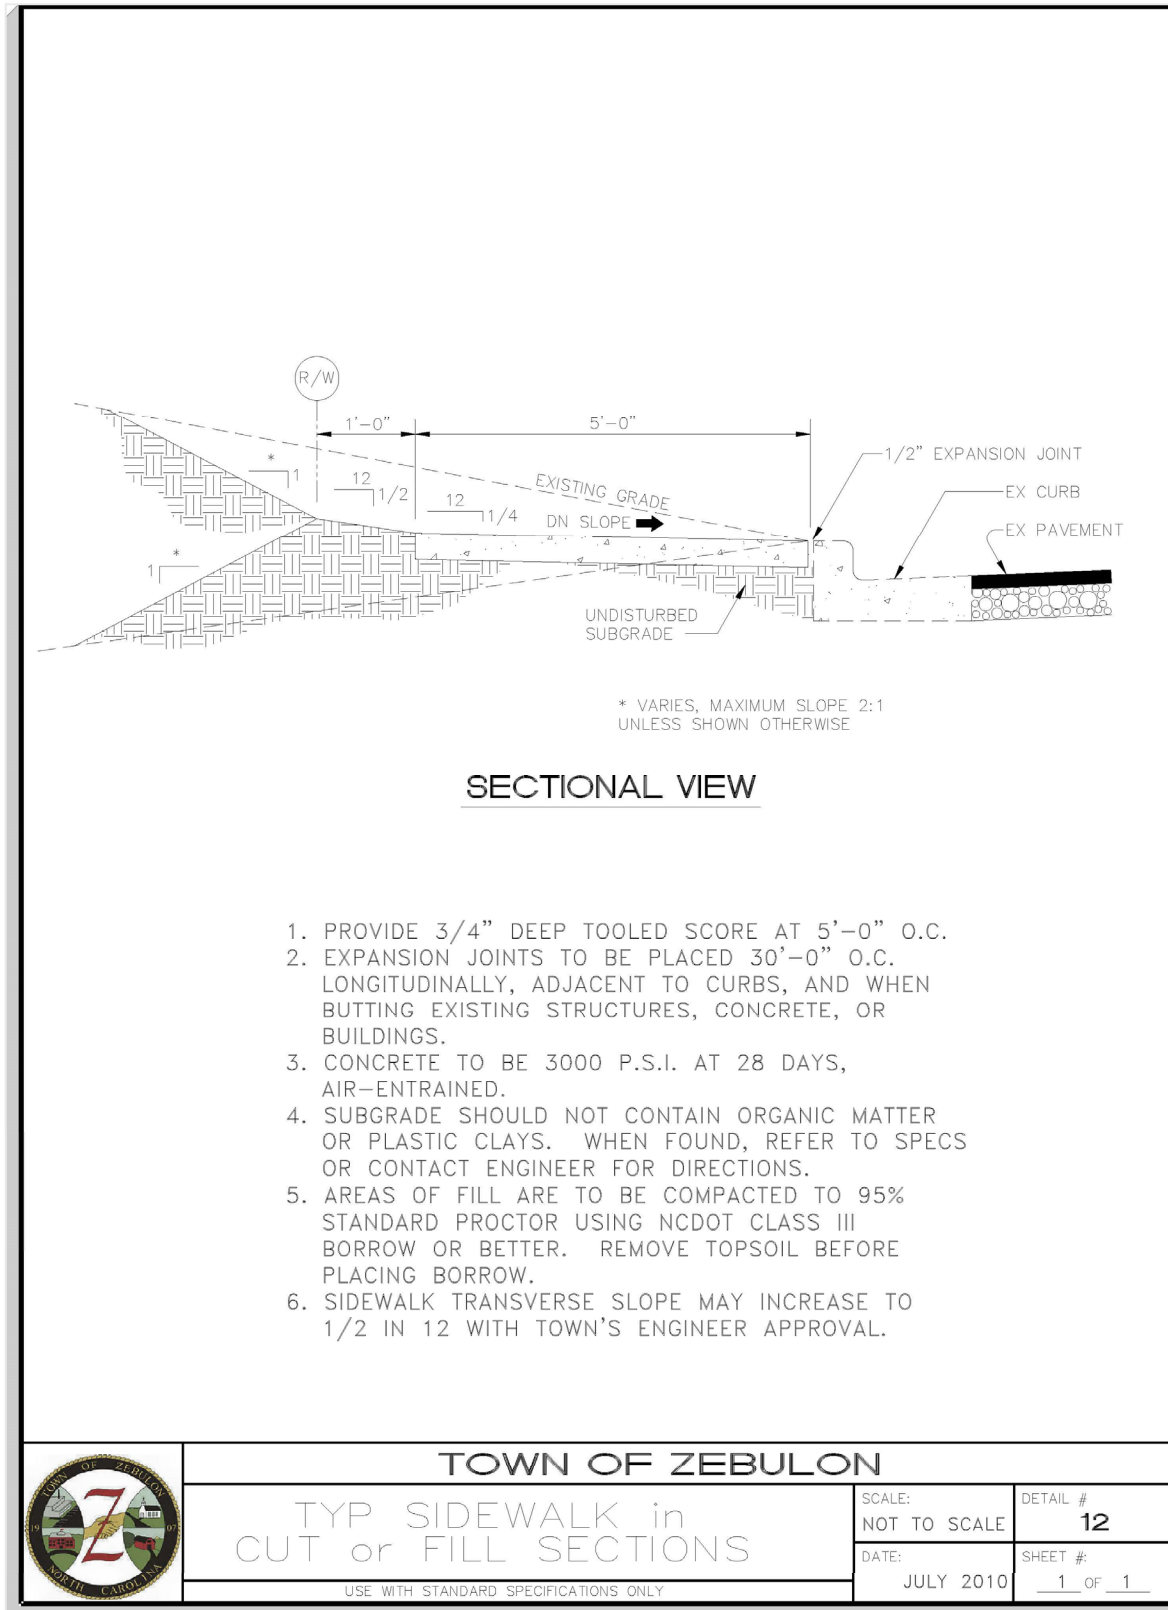 R/W
1'-0"
5'-0"
1/2" EXPANSION JOINT
*
1
12
1/2
12
1/4
EXISTING GRADE
DN SLOPE
EX CURB
EX PAVEMENT
*
1
UNDISTURBED
SUBGRADE
* VARIES, MAXIMUM SLOPE 2:1
UNLESS SHOWN OTHERWISE
SECTIONAL VIEW
1. PROVIDE 3/4" DEEP TOOLED SCORE AT 5'-0" O.C.
2. EXPANSION JOINTS TO BE PLACED 30'-0" O.C.
LONGITUDINALLY, ADJACENT TO CURBS, AND WHEN
BUTTING EXISTING STRUCTURES, CONCRETE, OR
BUILDINGS.
3. CONCRETE TO BE 3000 P.S.I. AT 28 DAYS,
AIR-ENTRAINED.
4. SUBGRADE SHOULD NOT CONTAIN ORGANIC MATTER
OR PLASTIC CLAYS. WHEN FOUND, REFER TO SPECS
OR CONTACT ENGINEER FOR DIRECTIONS.
5. AREAS OF FILL ARE TO BE COMPACTED TO 95%
STANDARD PROCTOR USING NCDOT CLASS III
BORROW OR BETTER. REMOVE TOPSOIL BEFORE
PLACING BORROW.
6. SIDEWALK TRANSVERSE SLOPE MAY INCREASE TO
1/2 IN 12 WITH TOWN'S ENGINEER APPROVAL.
TOWN OF ZEBULON
19 Z 07
NORTH CAROLINA
TOWN OF ZEBULON
TYP SIDEWALK in
CUT or FILL SECTIONS
USE WITH STANDARD SPECIFICATIONS ONLY
SCALE:
NOT TO SCALE
DETAIL #
12
DATE:
JULY 2010
SHEET #:
1 OF 1